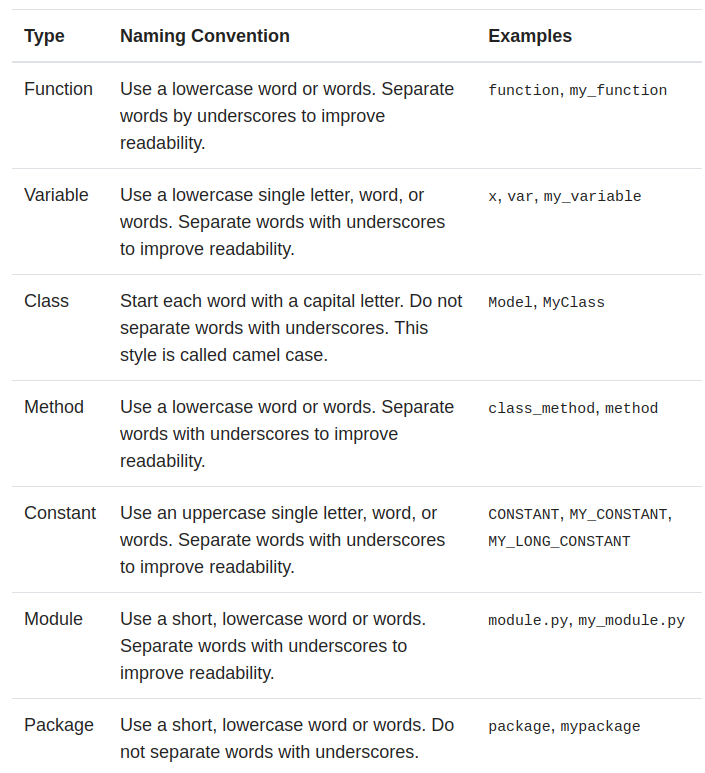 Type Naming Convention Examples
Function Use a lowercase word or words. Separate function, my_function
words by underscores to improve
readability.
Variable Use a lowercase single letter, word, or x, var, my_variable
words. Separate words with underscores
to improve readability.
Class Start each word with a capital letter. Do not Model, MyClass
separate words with underscores. This
style is called camel case.
Method Use a lowercase word or words. Separate class_method, method
words with underscores to improve
readability.
Constant Use an uppercase single letter, word, or CONSTANT, MY_CONSTANT,
words. Separate words with underscores MY_LONG_CONSTANT
to improve readability.
Module Use a short, lowercase word or words. module.py, my_module.py
Separate words with underscores to
improve readability.
Package Use a short, lowercase word or words. Do package, mypackage
not separate words with underscores.